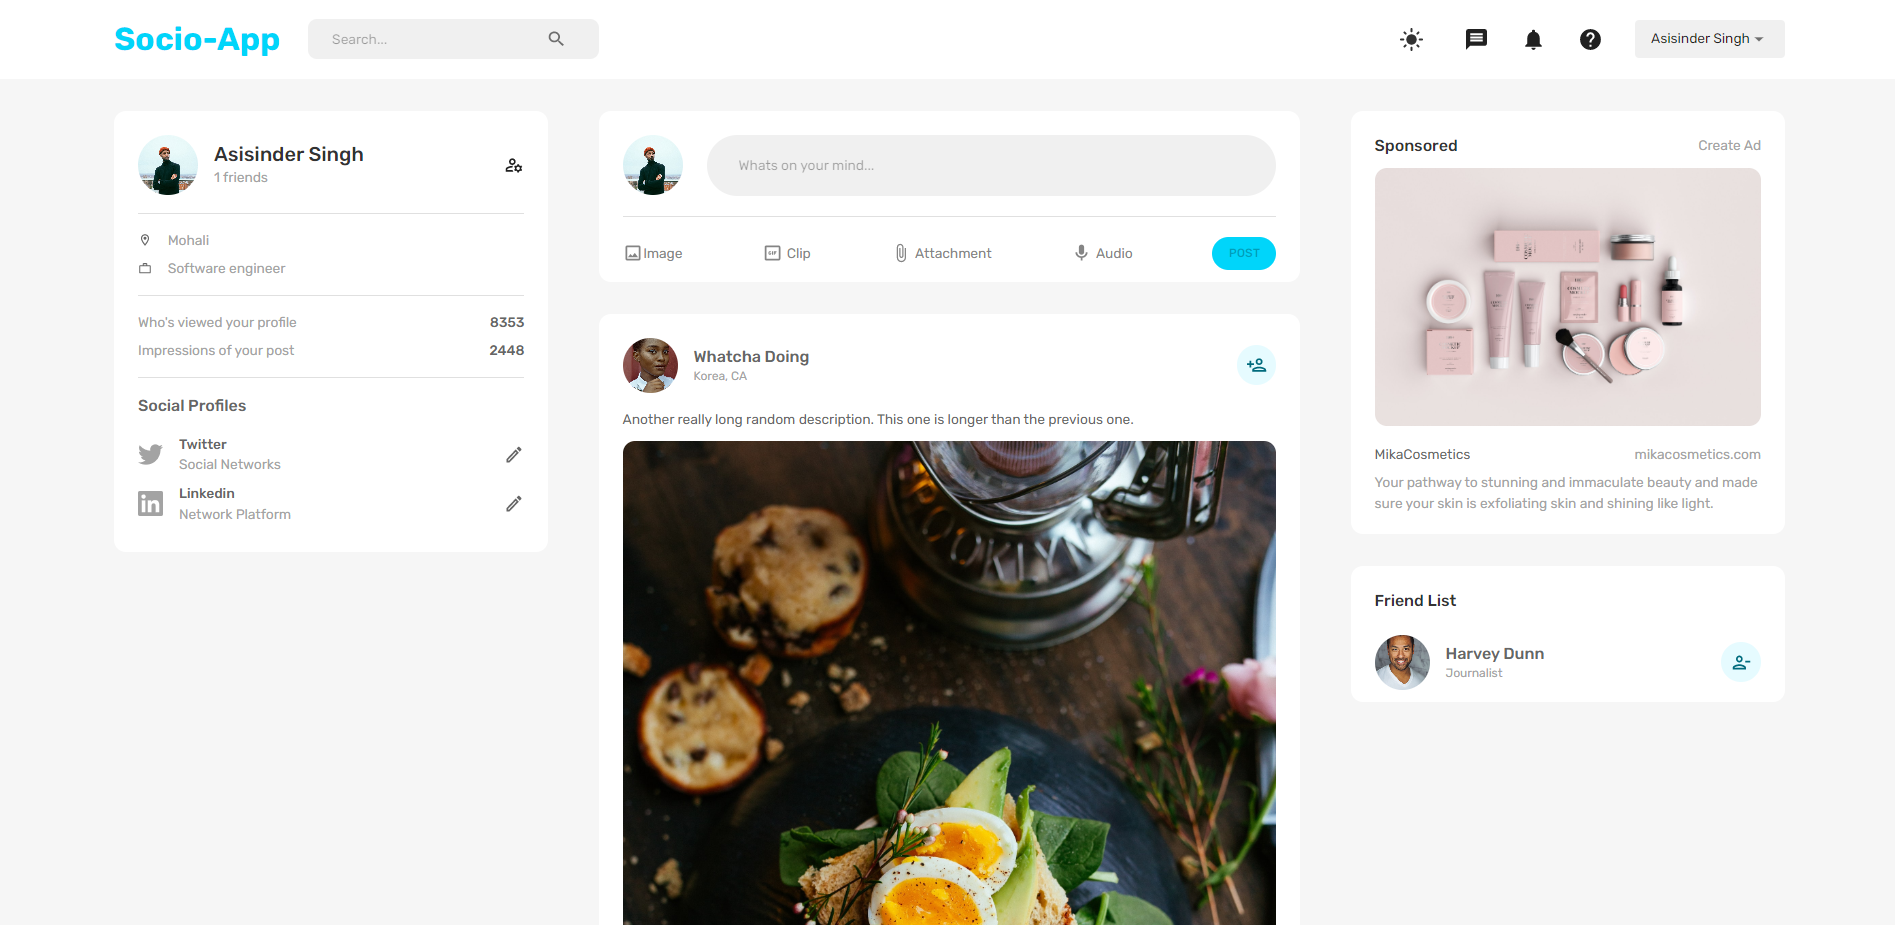 Socio-App
Search...
Asisinder Singh
Asisinder Singh
1 friends
Mohali
Software engineer
Who's viewed your profile 8353
Impressions of your post 2448
Social Profiles
Twitter
Social Networks
Linkedin
Network Platform
Whats on your mind...
Image Clip Attachment Audio POST
Whatcha Doing
Korea, CA
Another really long random description. This one is longer than the previous one.
Sponsored Create Ad
MikaCosmetics mikacosmetics.com
Your pathway to stunning and immaculate beauty and made
sure your skin is exfoliating skin and shining like light.
Friend List
Harvey Dunn
Journalist